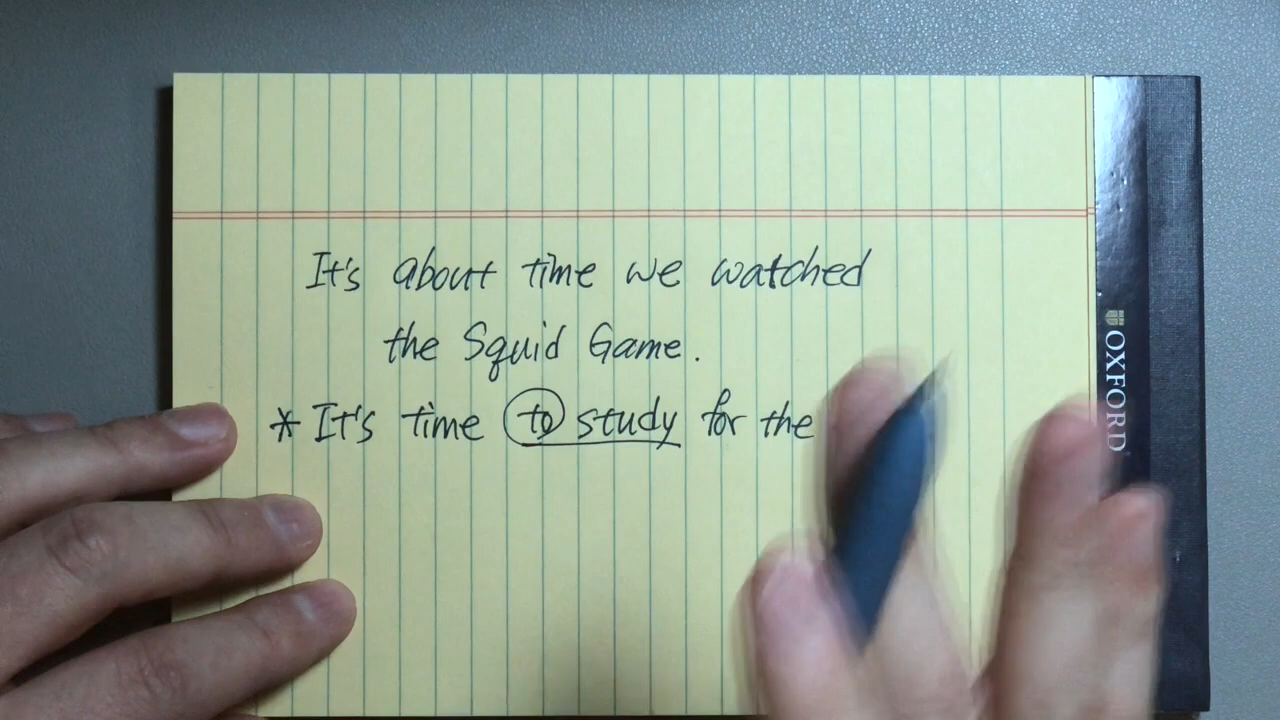 It's about time we watched
the Squid Game.
* It's time to study for the
OXFORD